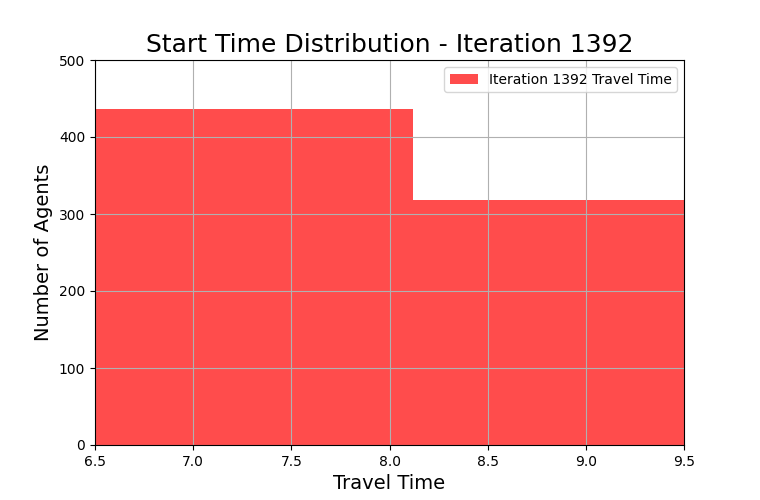 Start Time Distribution - Iteration 1392
Iteration 1392 Travel Time
Number of Agents
500
400
300
200
100
0
6.5 7.0 7.5 8.0 8.5 9.0 9.5
Travel Time